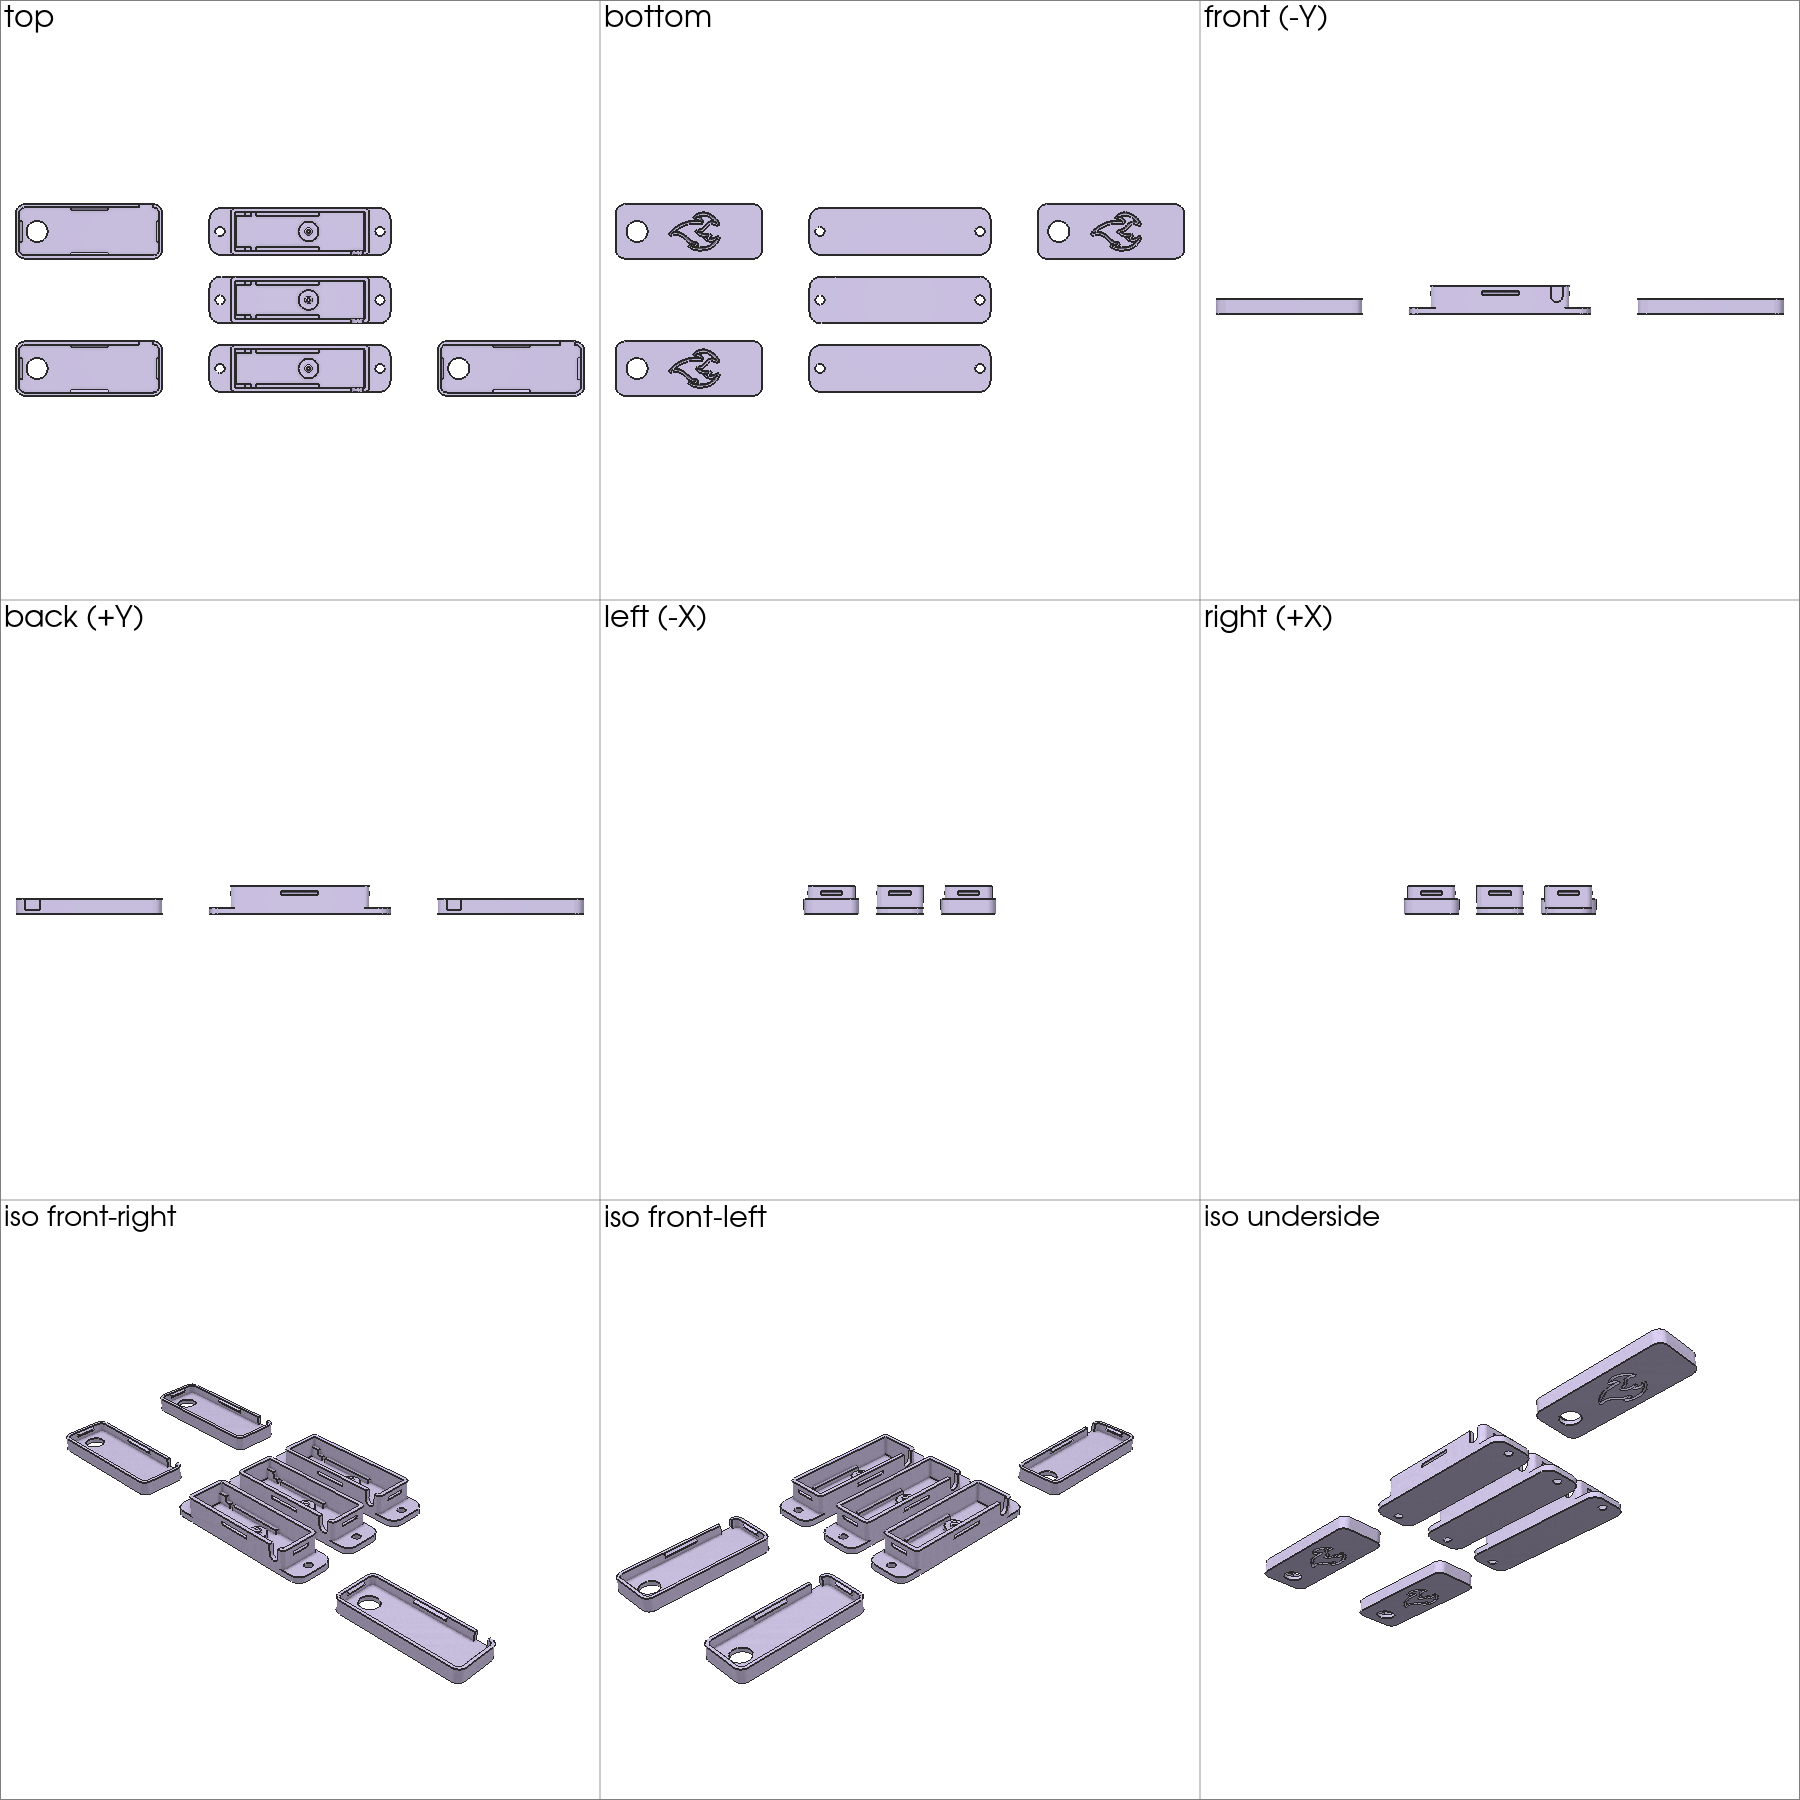 top
bottom
front (-Y)
back (+Y)
left (-X)
right (+X)
iso front-right
iso front-left
iso underside